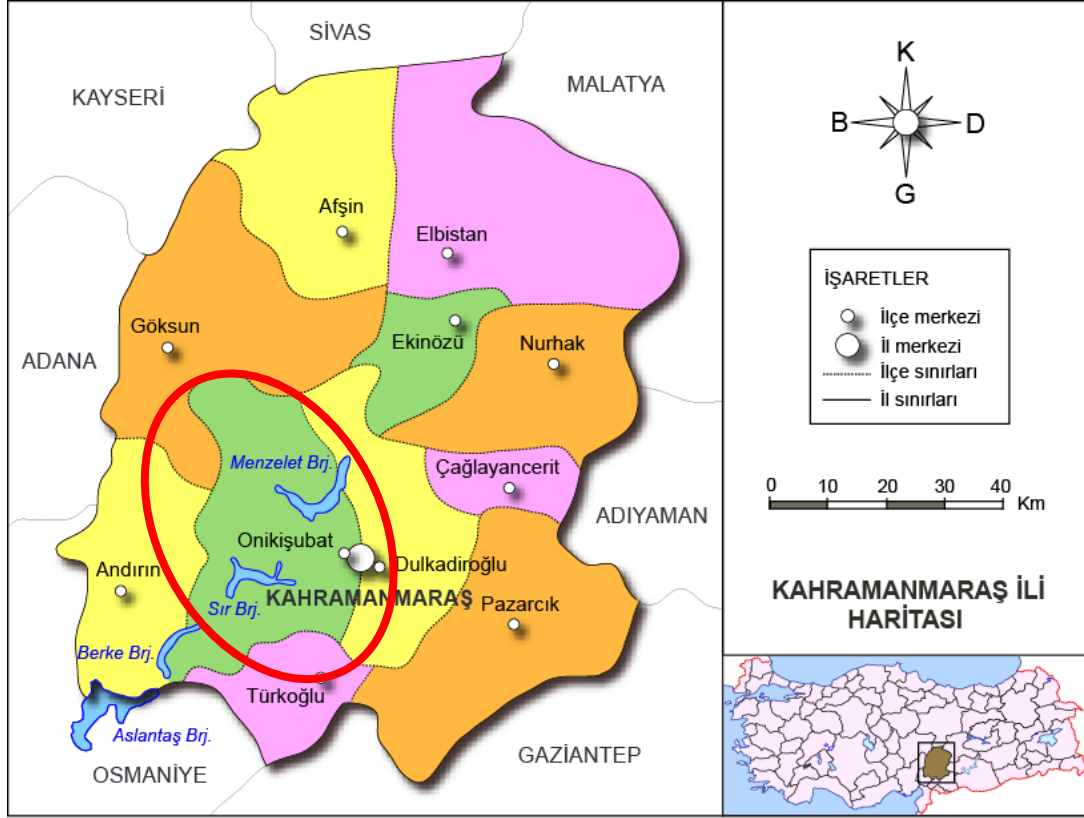 SİVAS
KAYSERİ
MALATYA
Afşin
Elbistan
Göksun
Ekinözü
Nurhak
ADANA
Menzelet Brj.
Çağlayancerit
ADIYAMAN
Onikişubat
Dulkadiroğlu
Andırın
Sır Brj.
KAHRAMANMARAŞ
Pazarcık
Berke Brj.
Türkoğlu
Aslantaş Brj.
GAZİANTEP
OSMANİYE
K
B
D
G
İŞARETLER
İlçe merkezi
İl merkezi
İlçe sınırları
İl sınırları
0 10 20 30 40 Km
KAHRAMANMARAŞ İLİ
HARİTASI